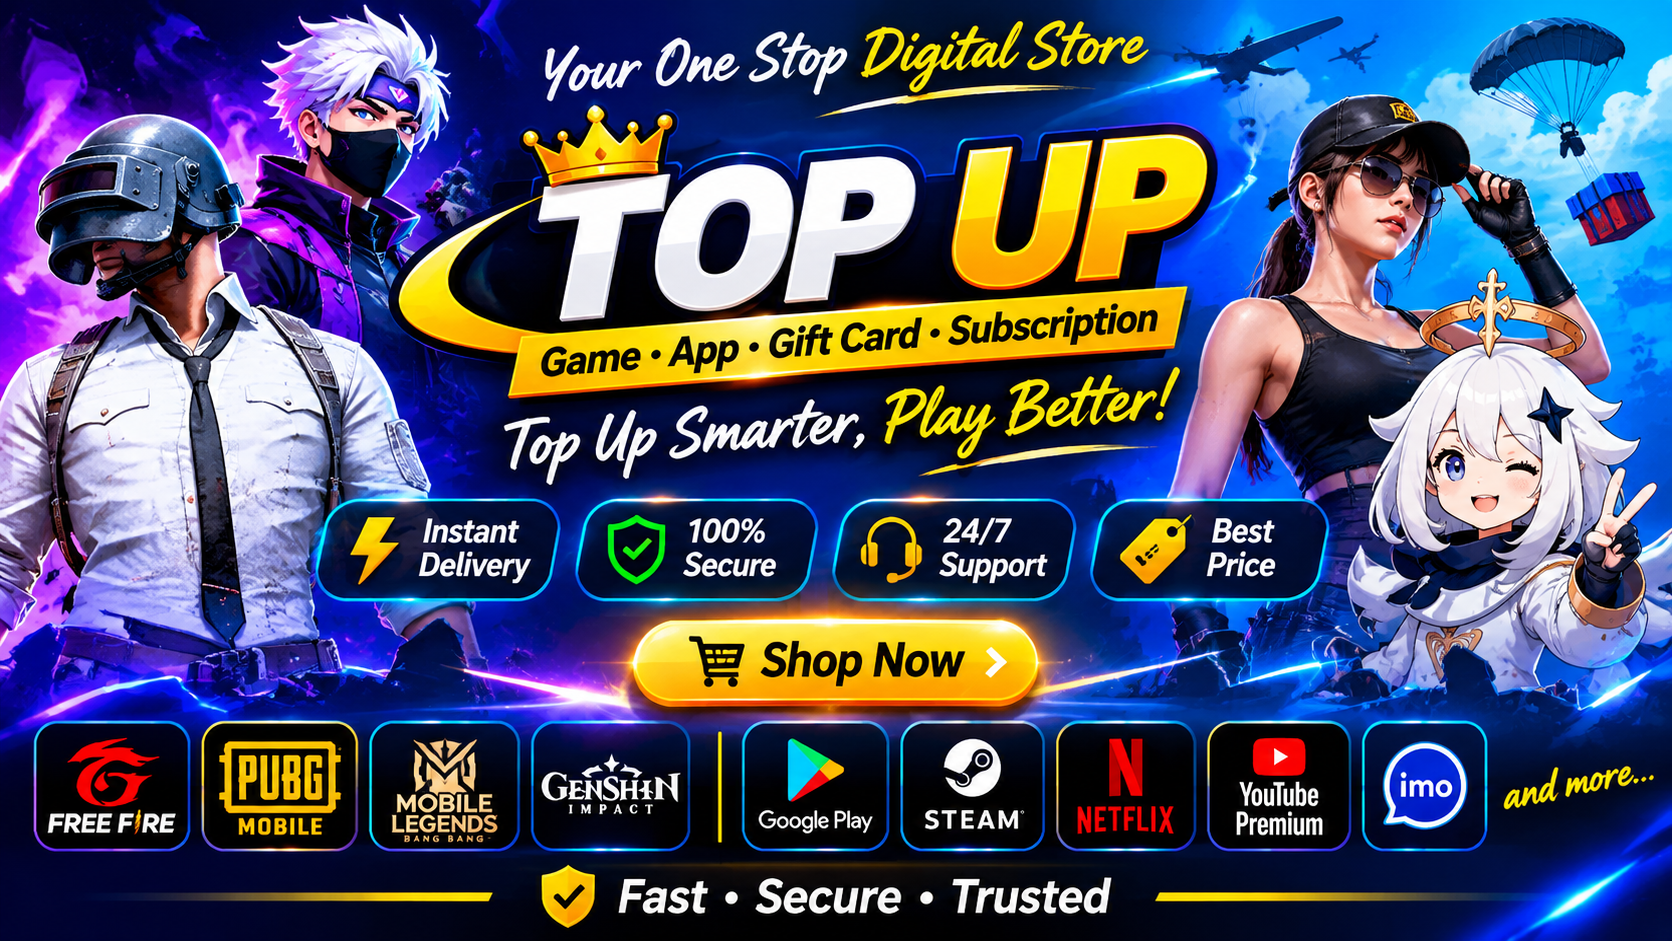 Your One Stop Digital Store
TOP UP
Game • App • Gift Card • Subscription
Top Up Smarter, Play Better!
Instant
Delivery
100%
Secure
24/7
Support
Best
Price
Shop Now
FREE FIRE
PUBG
MOBILE
MOBILE
LEGENDS
BANG BANG
GENSHIN
IMPACT
Google Play
STEAM
NETFLIX
YouTube
Premium
imo
and more...
Fast • Secure • Trusted